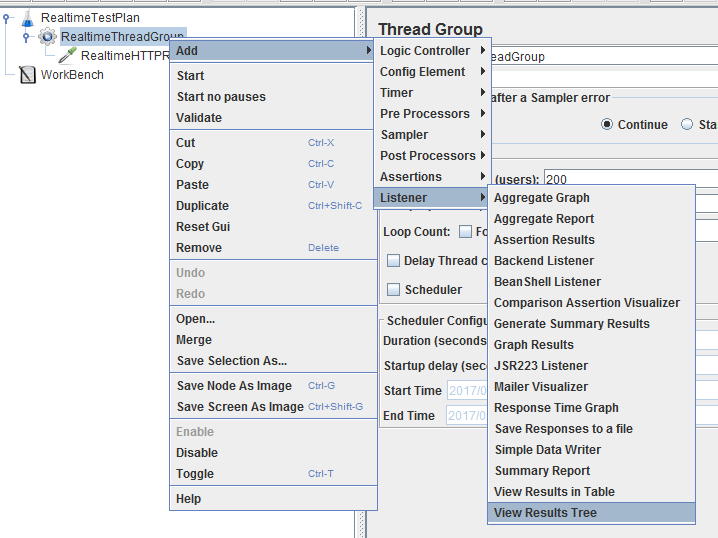 RealtimeTestPlan
RealtimeThreadGroup
RealtimeHTTPR
WorkBench
Add
Start
Start no pauses
Validate
Cut Ctrl-X
Copy Ctrl-C
Paste Ctrl-V
Duplicate Ctrl+Shift-C
Reset Gui
Remove Delete
Undo
Redo
Open...
Merge
Save Selection As...
Save Node As Image Ctrl-G
Save Screen As Image Ctrl+Shift-G
Enable
Disable
Toggle Ctrl-T
Help
Logic Controller
Config Element
Timer
Pre Processors
Sampler
Post Processors
Assertions
Listener
Aggregate Graph
Aggregate Report
Assertion Results
Backend Listener
BeanShell Listener
Comparison Assertion Visualizer
Generate Summary Results
Graph Results
JSR223 Listener
Mailer Visualizer
Response Time Graph
Save Responses to a file
Simple Data Writer
Summary Report
View Results in Table
View Results Tree
Thread Group
eadGroup
after a Sampler error
Continue Sta
(users): 200
Loop Count: Fo
Delay Thread c
Scheduler
Scheduler Configu
Duration (seconds
Startup delay (sec
Start Time 2017/0
End Time 2017/0